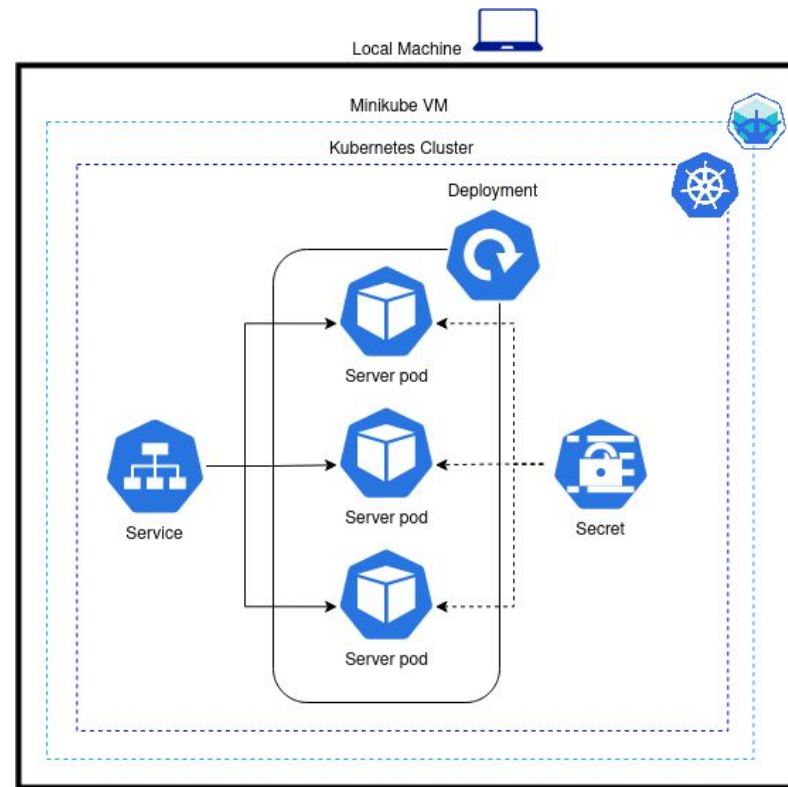 Local Machine
Minikube VM
Kubernetes Cluster
Deployment
Server pod
Server pod
Service
Secret
Server pod